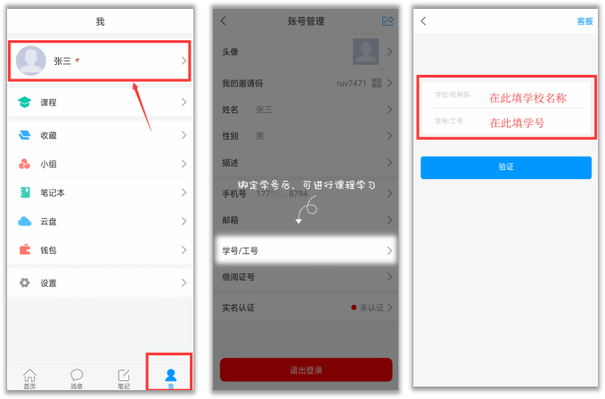 我
张三
课程
收藏
小组
笔记本
云盘
钱包
设置
首页
消息
笔记
我
账号管理
头像
我的邀请码 ruv7471
姓名 张三
性别 男
描述
绑定学号后，可进行课程学习
手机号 177 8794
邮箱
学号/工号
借阅证号
实名认证 未认证
退出登录
客服
学校/机构码 在此填学校名称
学号/工号 在此填学号
验证